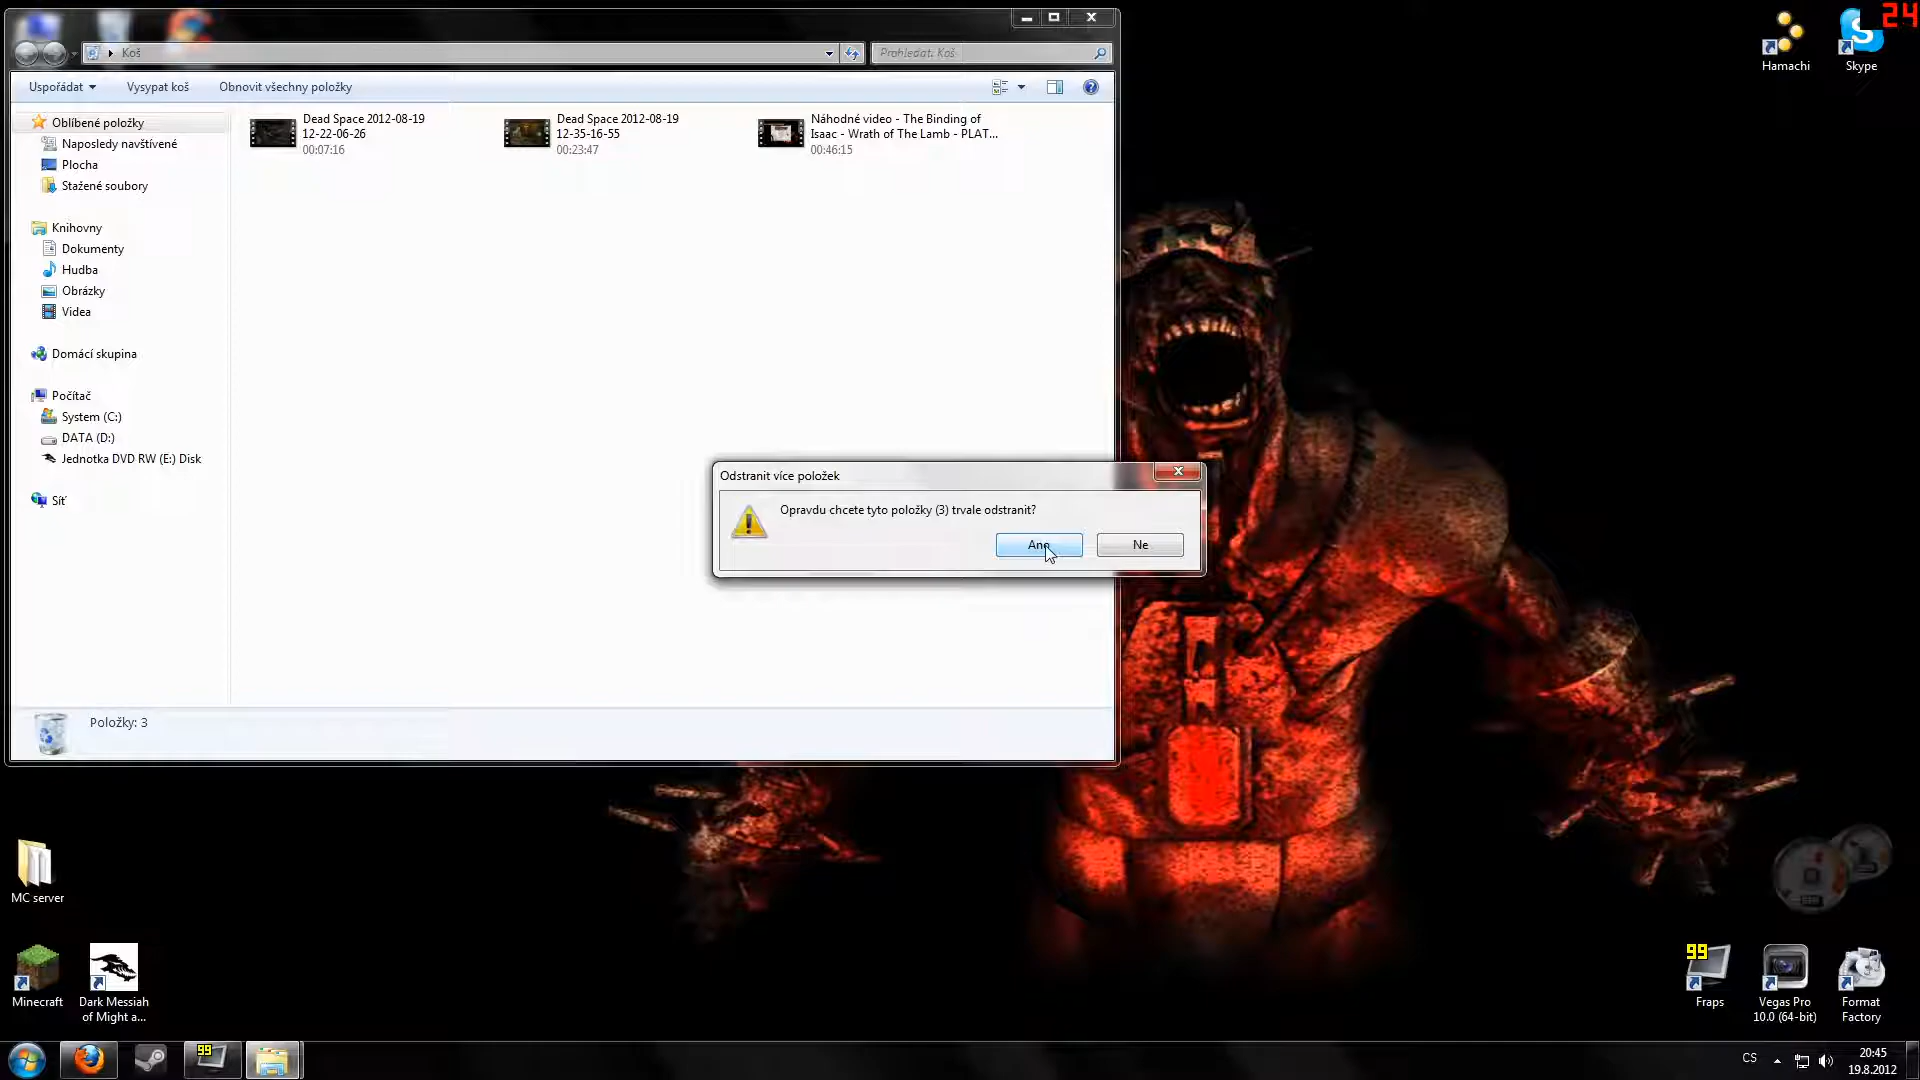 24
Koš
Prohledat: Koš
Uspořádat
Vysypat koš
Obnovit všechny položky
Oblíbené položky
Naposledy navštívené
Plocha
Stažené soubory
Knihovny
Dokumenty
Hudba
Obrázky
Videa
Domácí skupina
Počítač
System (C:)
DATA (D:)
Jednotka DVD RW (E:) Disk
Síť
Dead Space 2012-08-19
12-22-06-26
00:07:16
Dead Space 2012-08-19
12-35-16-55
00:23:47
Náhodné video - The Binding of
Isaac - Wrath of The Lamb - PLAT...
00:46:15
Odstranit více položek
Opravdu chcete tyto položky (3) trvale odstranit?
Ano
Ne
Položky: 3
Hamachi
Skype
MC server
Minecraft
Dark Messiah
of Might a...
99
Fraps
Vegas Pro
10.0 (64-bit)
Format
Factory
99
CS
20:45
19.8.2012